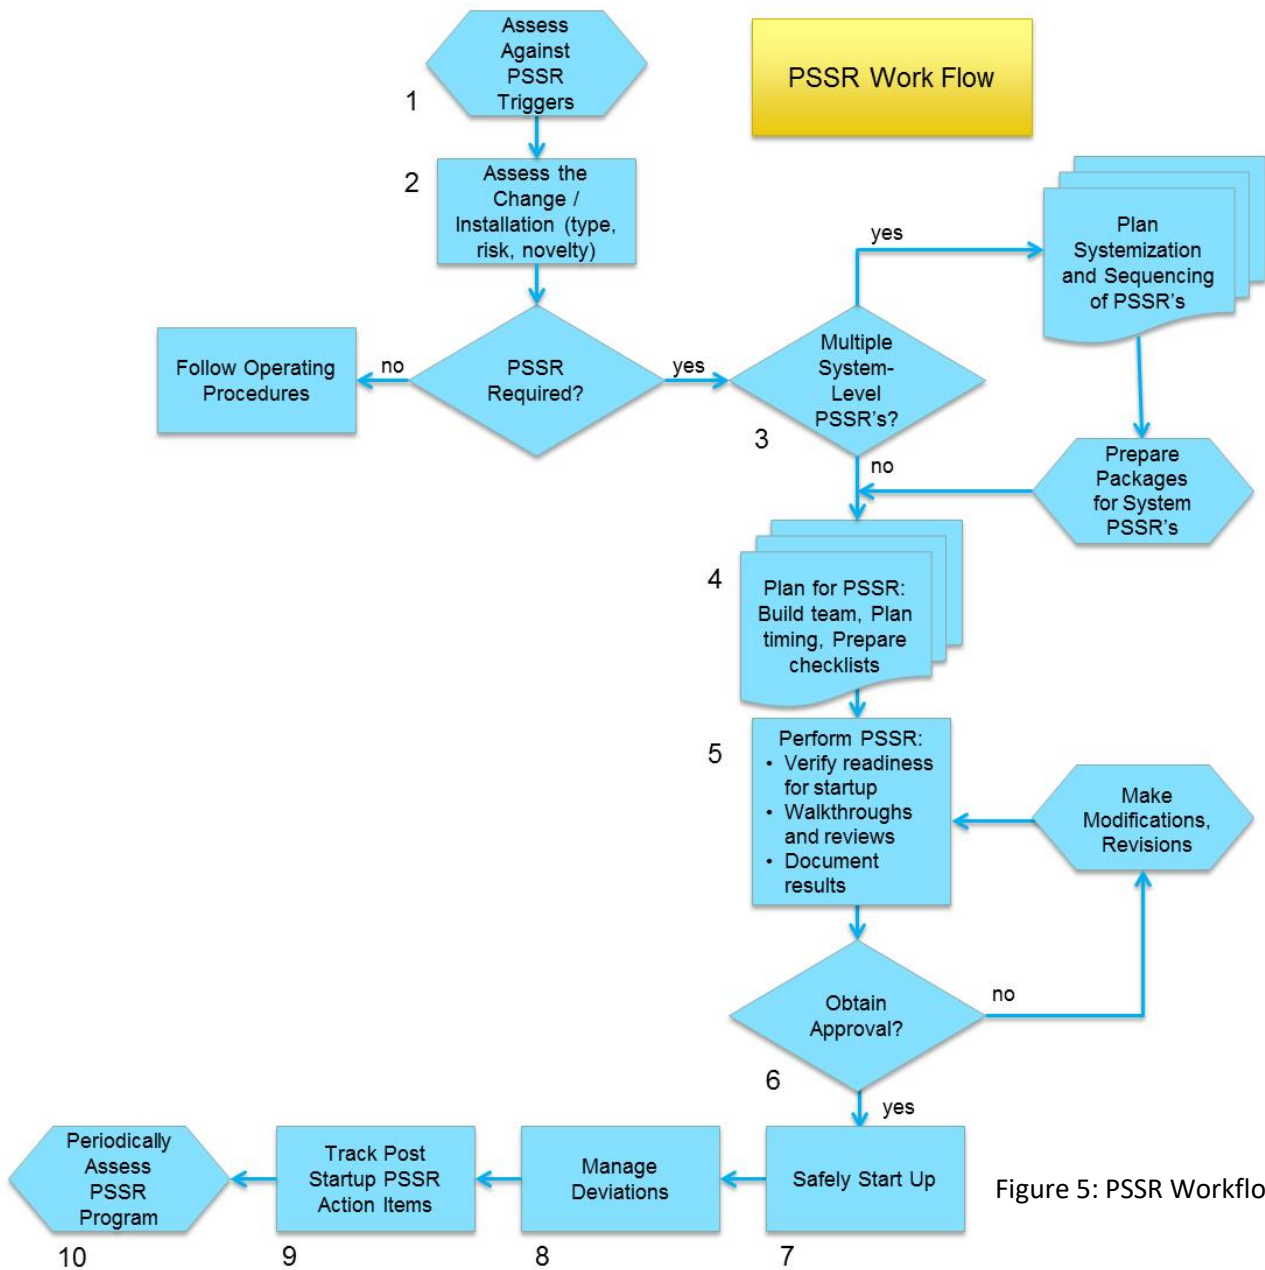 Assess
Against
PSSR
Triggers
1
PSSR Work Flow
2
Assess the
Change /
Installation (type,
risk, novelty)
yes
Plan
Systemization
and Sequencing
of PSSR's
Follow Operating
Procedures
no
PSSR
Required?
yes
Multiple
System-
Level
PSSR's?
3
no
Prepare
Packages
for System
PSSR's
4
Plan for PSSR:
Build team, Plan
timing, Prepare
checklists
5
Perform PSSR:
• Verify readiness
for startup
• Walkthroughs
and reviews
• Document
results
Make
Modifications,
Revisions
Obtain
Approval?
no
6
yes
Periodically
Assess
PSSR
Program
Track Post
Startup PSSR
Action Items
Manage
Deviations
Safely Start Up
Figure 5: PSSR Workflo
10
9
8
7